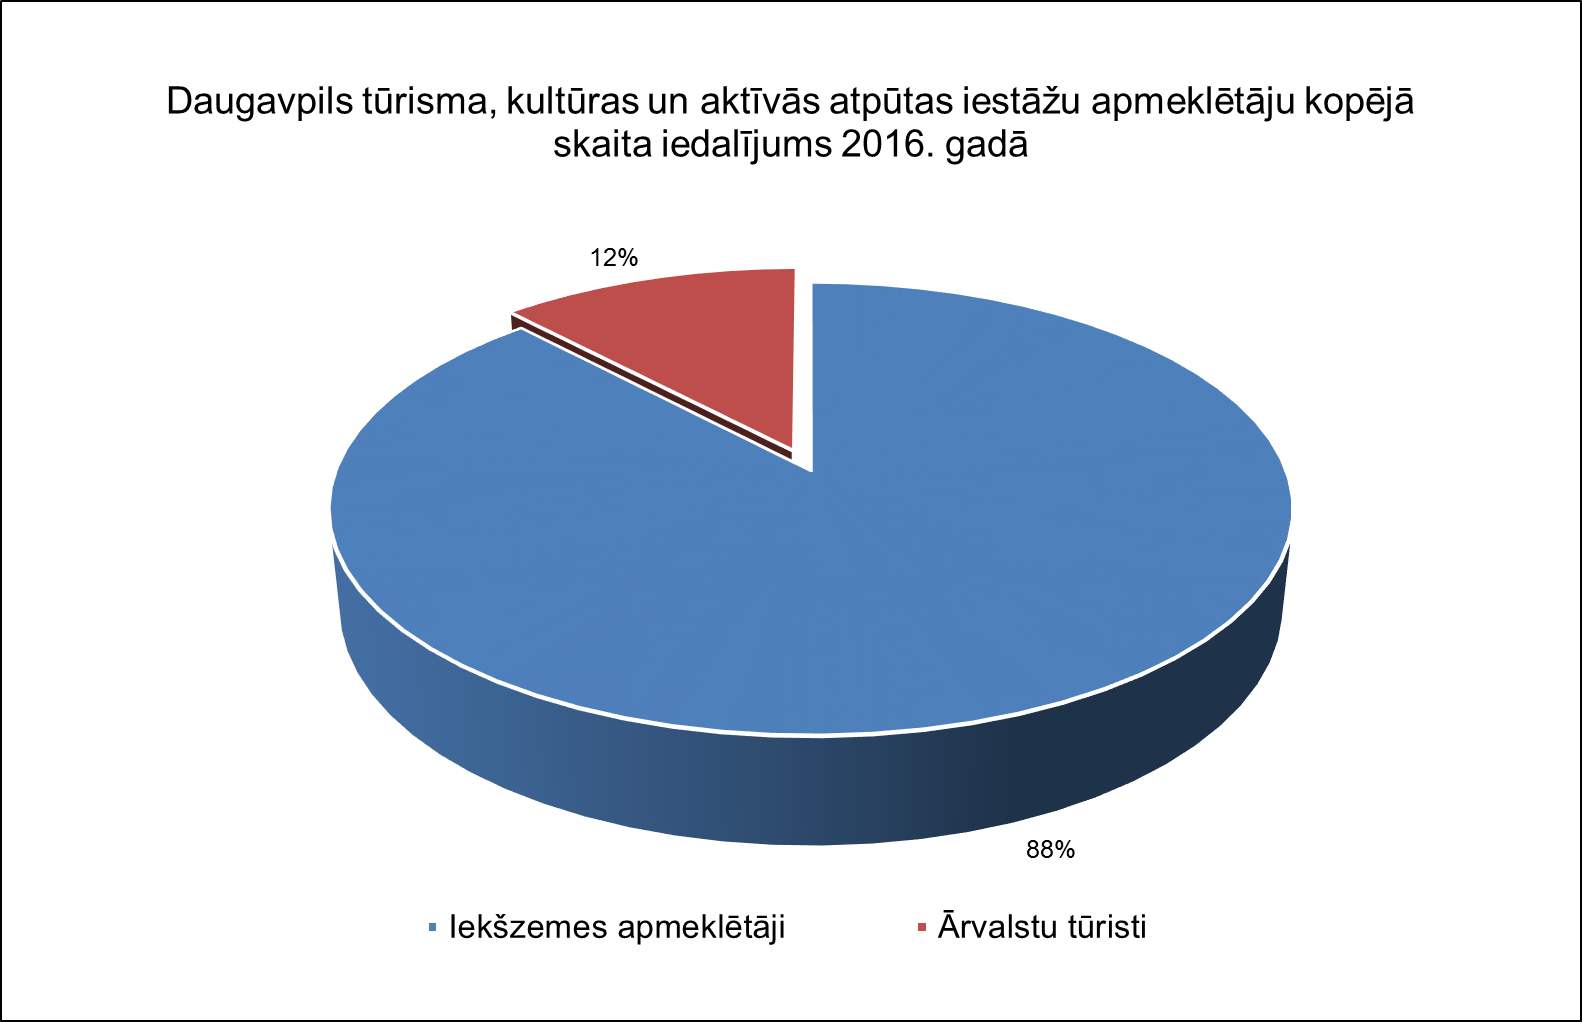 Daugavpils tūrisma, kultūras un aktīvās atpūtas iestāžu apmeklētāju kopējā
skaita iedalījums 2016. gadā
12%
88%
Iekšzemes apmeklētāji
Ārvalstu tūristi